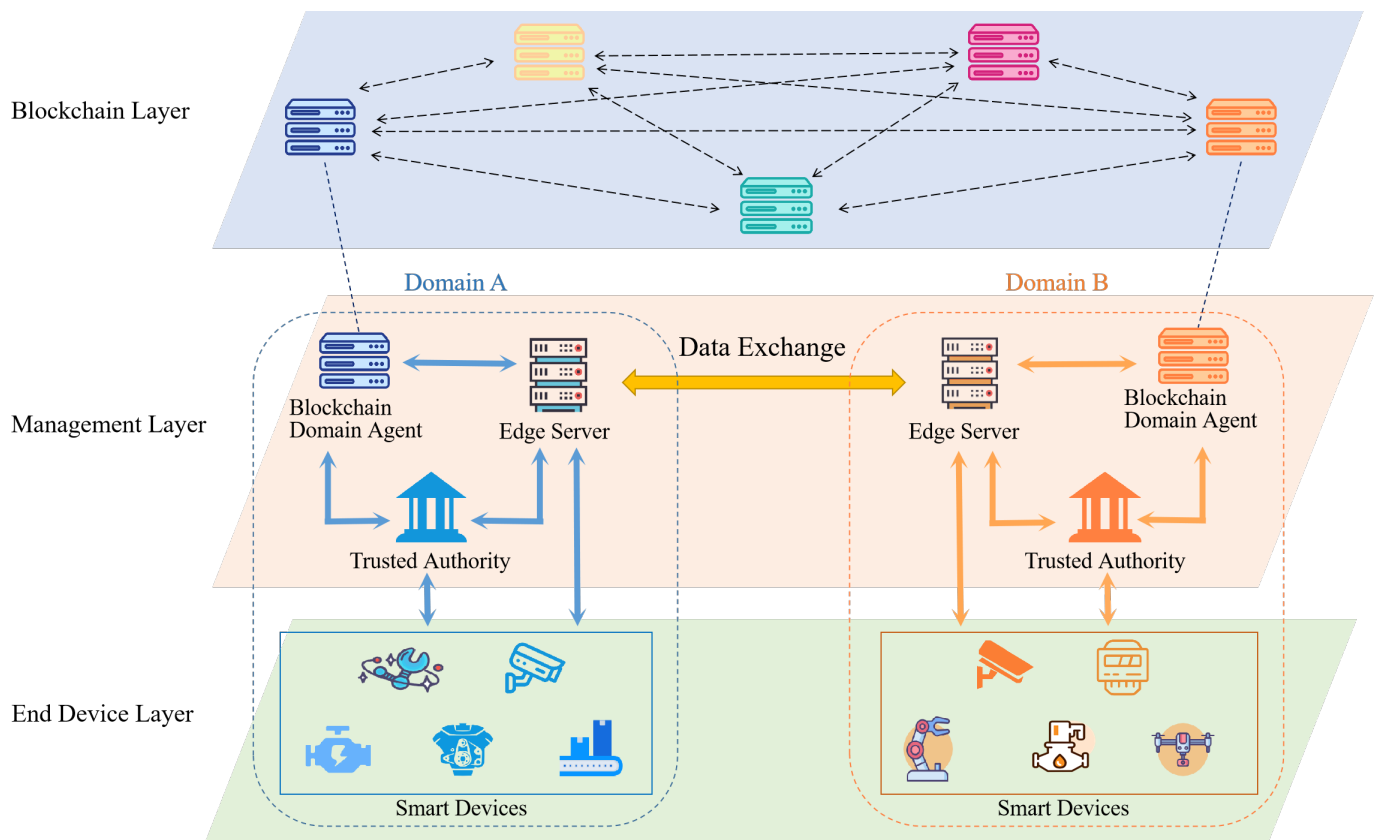 Blockchain Layer
Domain A
Domain B
Data Exchange
Blockchain
Domain Agent
Edge Server
Edge Server
Blockchain
Domain Agent
Management Layer
Trusted Authority
Trusted Authority
End Device Layer
Smart Devices
Smart Devices